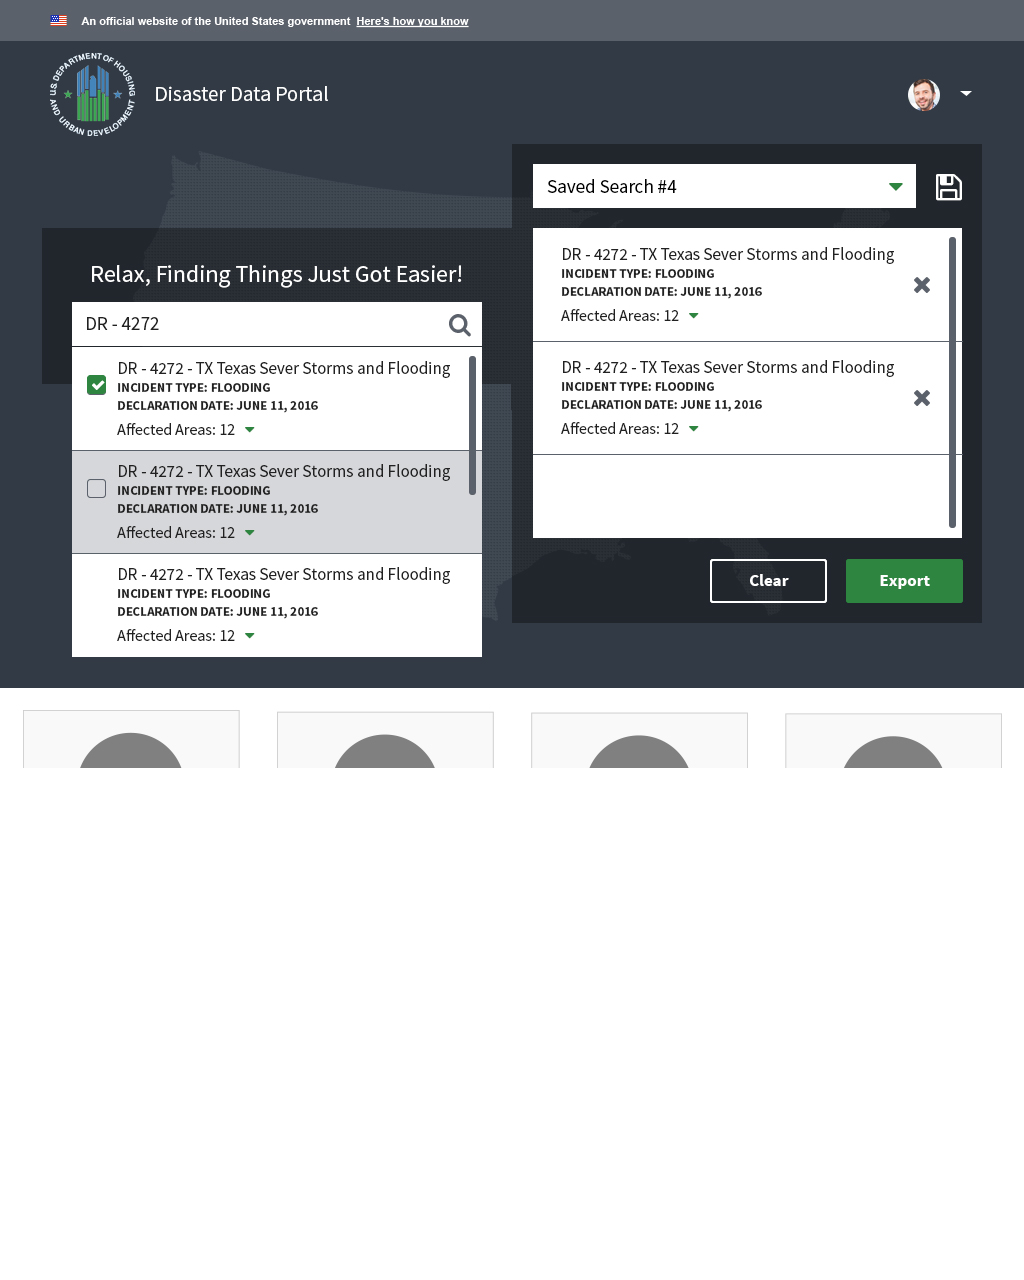 An official website of the United States government Here's how you know
U.S. DEPARTMENT OF HOUSING
AND URBAN DEVELOPMENT
Disaster Data Portal
Relax, Finding Things Just Got Easier!
DR - 4272
DR - 4272 - TX Texas Sever Storms and Flooding
INCIDENT TYPE: FLOODING
DECLARATION DATE: JUNE 11, 2016
Affected Areas: 12
DR - 4272 - TX Texas Sever Storms and Flooding
INCIDENT TYPE: FLOODING
DECLARATION DATE: JUNE 11, 2016
Affected Areas: 12
DR - 4272 - TX Texas Sever Storms and Flooding
INCIDENT TYPE: FLOODING
DECLARATION DATE: JUNE 11, 2016
Affected Areas: 12
Saved Search #4
DR - 4272 - TX Texas Sever Storms and Flooding
INCIDENT TYPE: FLOODING
DECLARATION DATE: JUNE 11, 2016
Affected Areas: 12
DR - 4272 - TX Texas Sever Storms and Flooding
INCIDENT TYPE: FLOODING
DECLARATION DATE: JUNE 11, 2016
Affected Areas: 12
Clear
Export